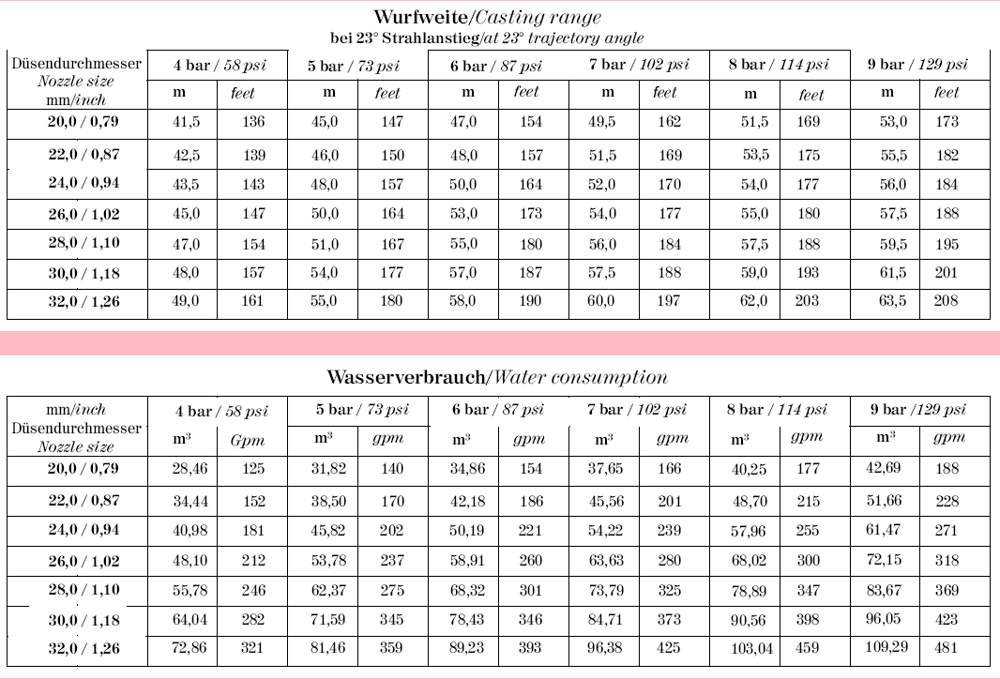 Wurfweite/Casting range
bei 23° Strahlanstieg/at 23° trajectory angle
Düsendurchmesser 4 bar / 58 psi 5 bar / 73 psi 6 bar / 87 psi 7 bar / 102 psi 8 bar / 114 psi 9 bar / 129 psi
Nozzle size
mm/inch m feet m feet m feet m feet m feet m feet
20,0 / 0,79 41,5 136 45,0 147 47,0 154 49,5 162 51,5 169 53,0 173
22,0 / 0,87 42,5 139 46,0 150 48,0 157 51,5 169 53,5 175 55,5 182
24,0 / 0,94 43,5 143 48,0 157 50,0 164 52,0 170 54,0 177 56,0 184
26,0 / 1,02 45,0 147 50,0 164 53,0 173 54,0 177 55,0 180 57,5 188
28,0 / 1,10 47,0 154 51,0 167 55,0 180 56,0 184 57,5 188 59,5 195
30,0 / 1,18 48,0 157 54,0 177 57,0 187 57,5 188 59,0 193 61,5 201
32,0 / 1,26 49,0 161 55,0 180 58,0 190 60,0 197 62,0 203 63,5 208
Wasserverbrauch/Water consumption
mm/inch 4 bar / 58 psi 5 bar / 73 psi 6 bar / 87 psi 7 bar / 102 psi 8 bar / 114 psi 9 bar /129 psi
Düsendurchmesser
Nozzle size m³ Gpm m³ gpm m³ gpm m³ gpm m³ gpm m³ gpm
20,0 / 0,79 28,46 125 31,82 140 34,86 154 37,65 166 40,25 177 42,69 188
22,0 / 0,87 34,44 152 38,50 170 42,18 186 45,56 201 48,70 215 51,66 228
24,0 / 0,94 40,98 181 45,82 202 50,19 221 54,22 239 57,96 255 61,47 271
26,0 / 1,02 48,10 212 53,78 237 58,91 260 63,63 280 68,02 300 72,15 318
28,0 / 1,10 55,78 246 62,37 275 68,32 301 73,79 325 78,89 347 83,67 369
30,0 / 1,18 64,04 282 71,59 345 78,43 346 84,71 373 90,56 398 96,05 423
32,0 / 1,26 72,86 321 81,46 359 89,23 393 96,38 425 103,04 459 109,29 481